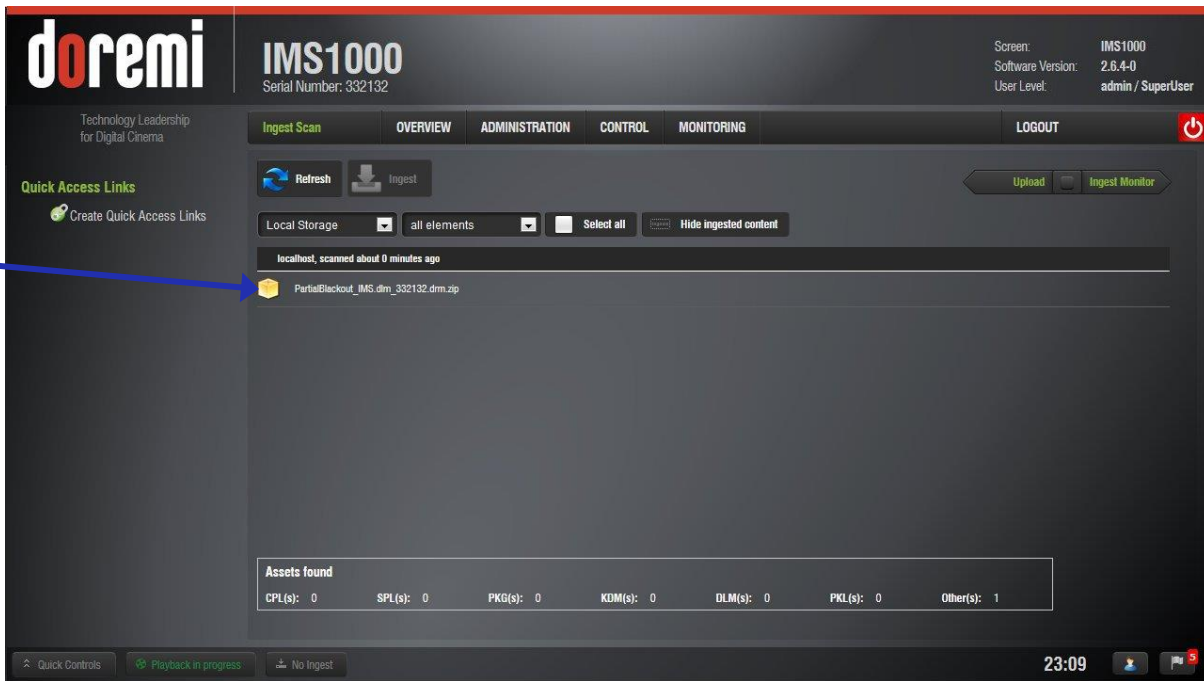 doremi
Technology Leadership
for Digital Cinema
IMS1000
Serial Number: 332132
Screen: IMS1000
Software Version: 2.6.4-0
User Level: admin / SuperUser
Ingest Scan OVERVIEW ADMINISTRATION CONTROL MONITORING LOGOUT
Quick Access Links
Create Quick Access Links
Refresh Ingest Upload Ingest Monitor
Local Storage all elements Select all Hide ingested content
localhost, scanned about 0 minutes ago
PartialBlackout_IMS.dlm_332132.drm.zip
Assets found
CPL(s): 0 SPL(s): 0 PKG(s): 0 KDM(s): 0 DLM(s): 0 PKL(s): 0 Other(s): 1
Quick Controls Playback in progress No Ingest 23:09 5